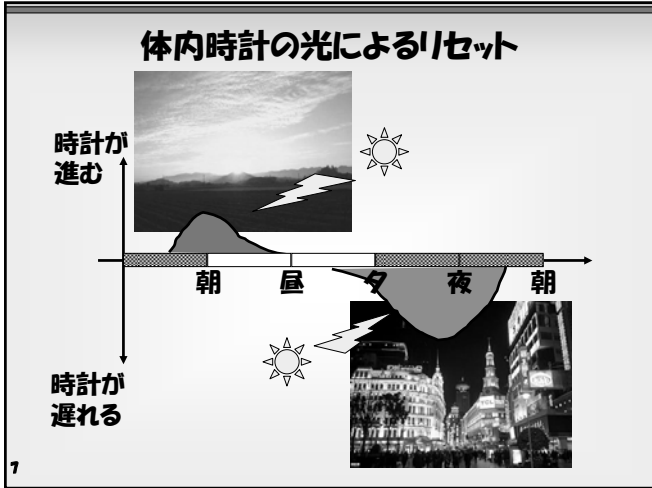 体内時計の光によるリセット
時計が
進む
朝 昼 夕 夜 朝
時計が
遅れる
7